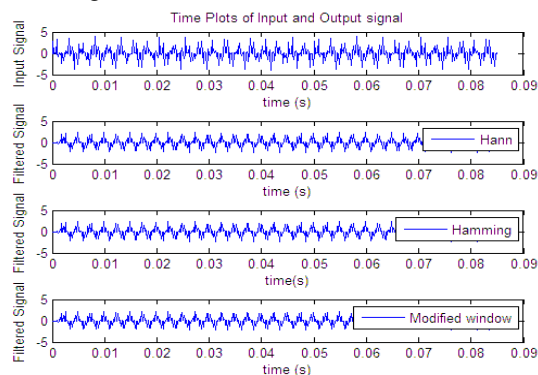 Time Plots of Input and Output signal
Input Signal
5
0
-5
0 0.01 0.02 0.03 0.04 0.05 0.06 0.07 0.08 0.09
time (s)
Filtered Signal
5
0
-5
Hann
0 0.01 0.02 0.03 0.04 0.05 0.06 0.07 0.08 0.09
time (s)
Filtered Signal
5
0
-5
Hamming
0 0.01 0.02 0.03 0.04 0.05 0.06 0.07 0.08 0.09
time(s)
Filtered Signal
5
0
-5
Modified window
0 0.01 0.02 0.03 0.04 0.05 0.06 0.07 0.08 0.09
time (s)